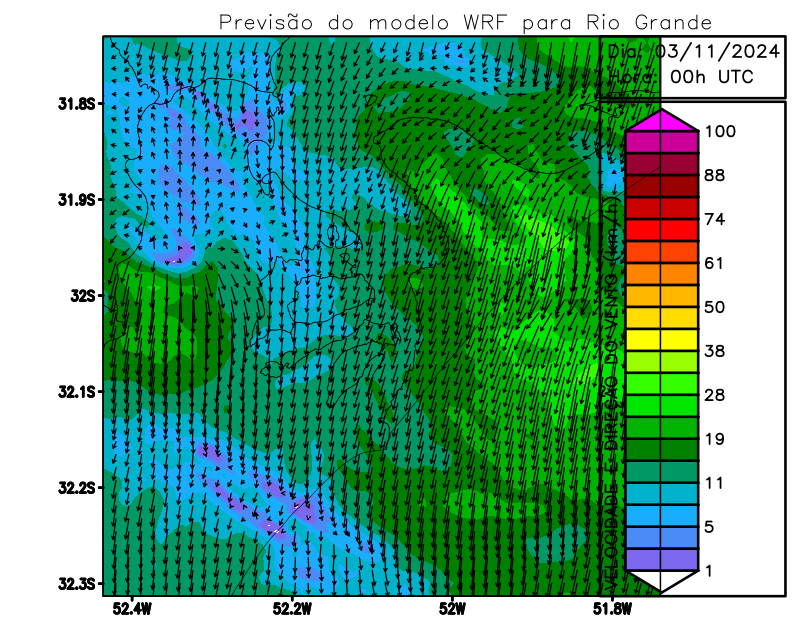 Previsão do modelo WRF para Rio Grande
Dia: 03/11/2024
Hora: 00h UTC
31.8S
31.9S
32S
32.1S
32.2S
32.3S
52.4W
52.2W
52W
51.8W
VELOCIDADE E DIREÇÃO DO VENTO (km/h)
100
88
74
61
50
38
28
19
11
5
1